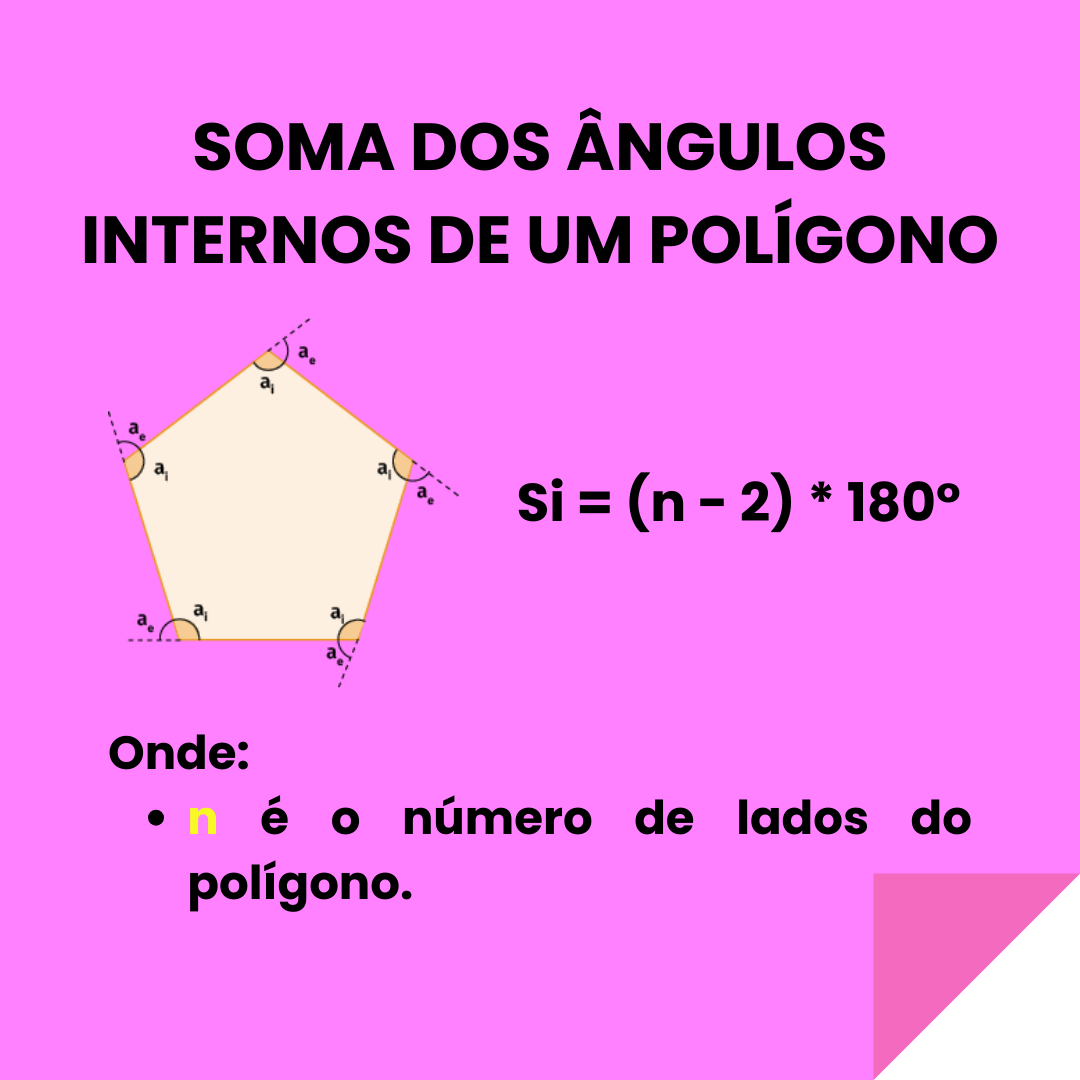 SOMA DOS ÂNGULOS
INTERNOS DE UM POLÍGONO
a e
a i
a e
a i
a i
a e
Si = (n - 2) * 180º
a e
a i
a i
a e
Onde:
• n é o número de lados do
polígono.